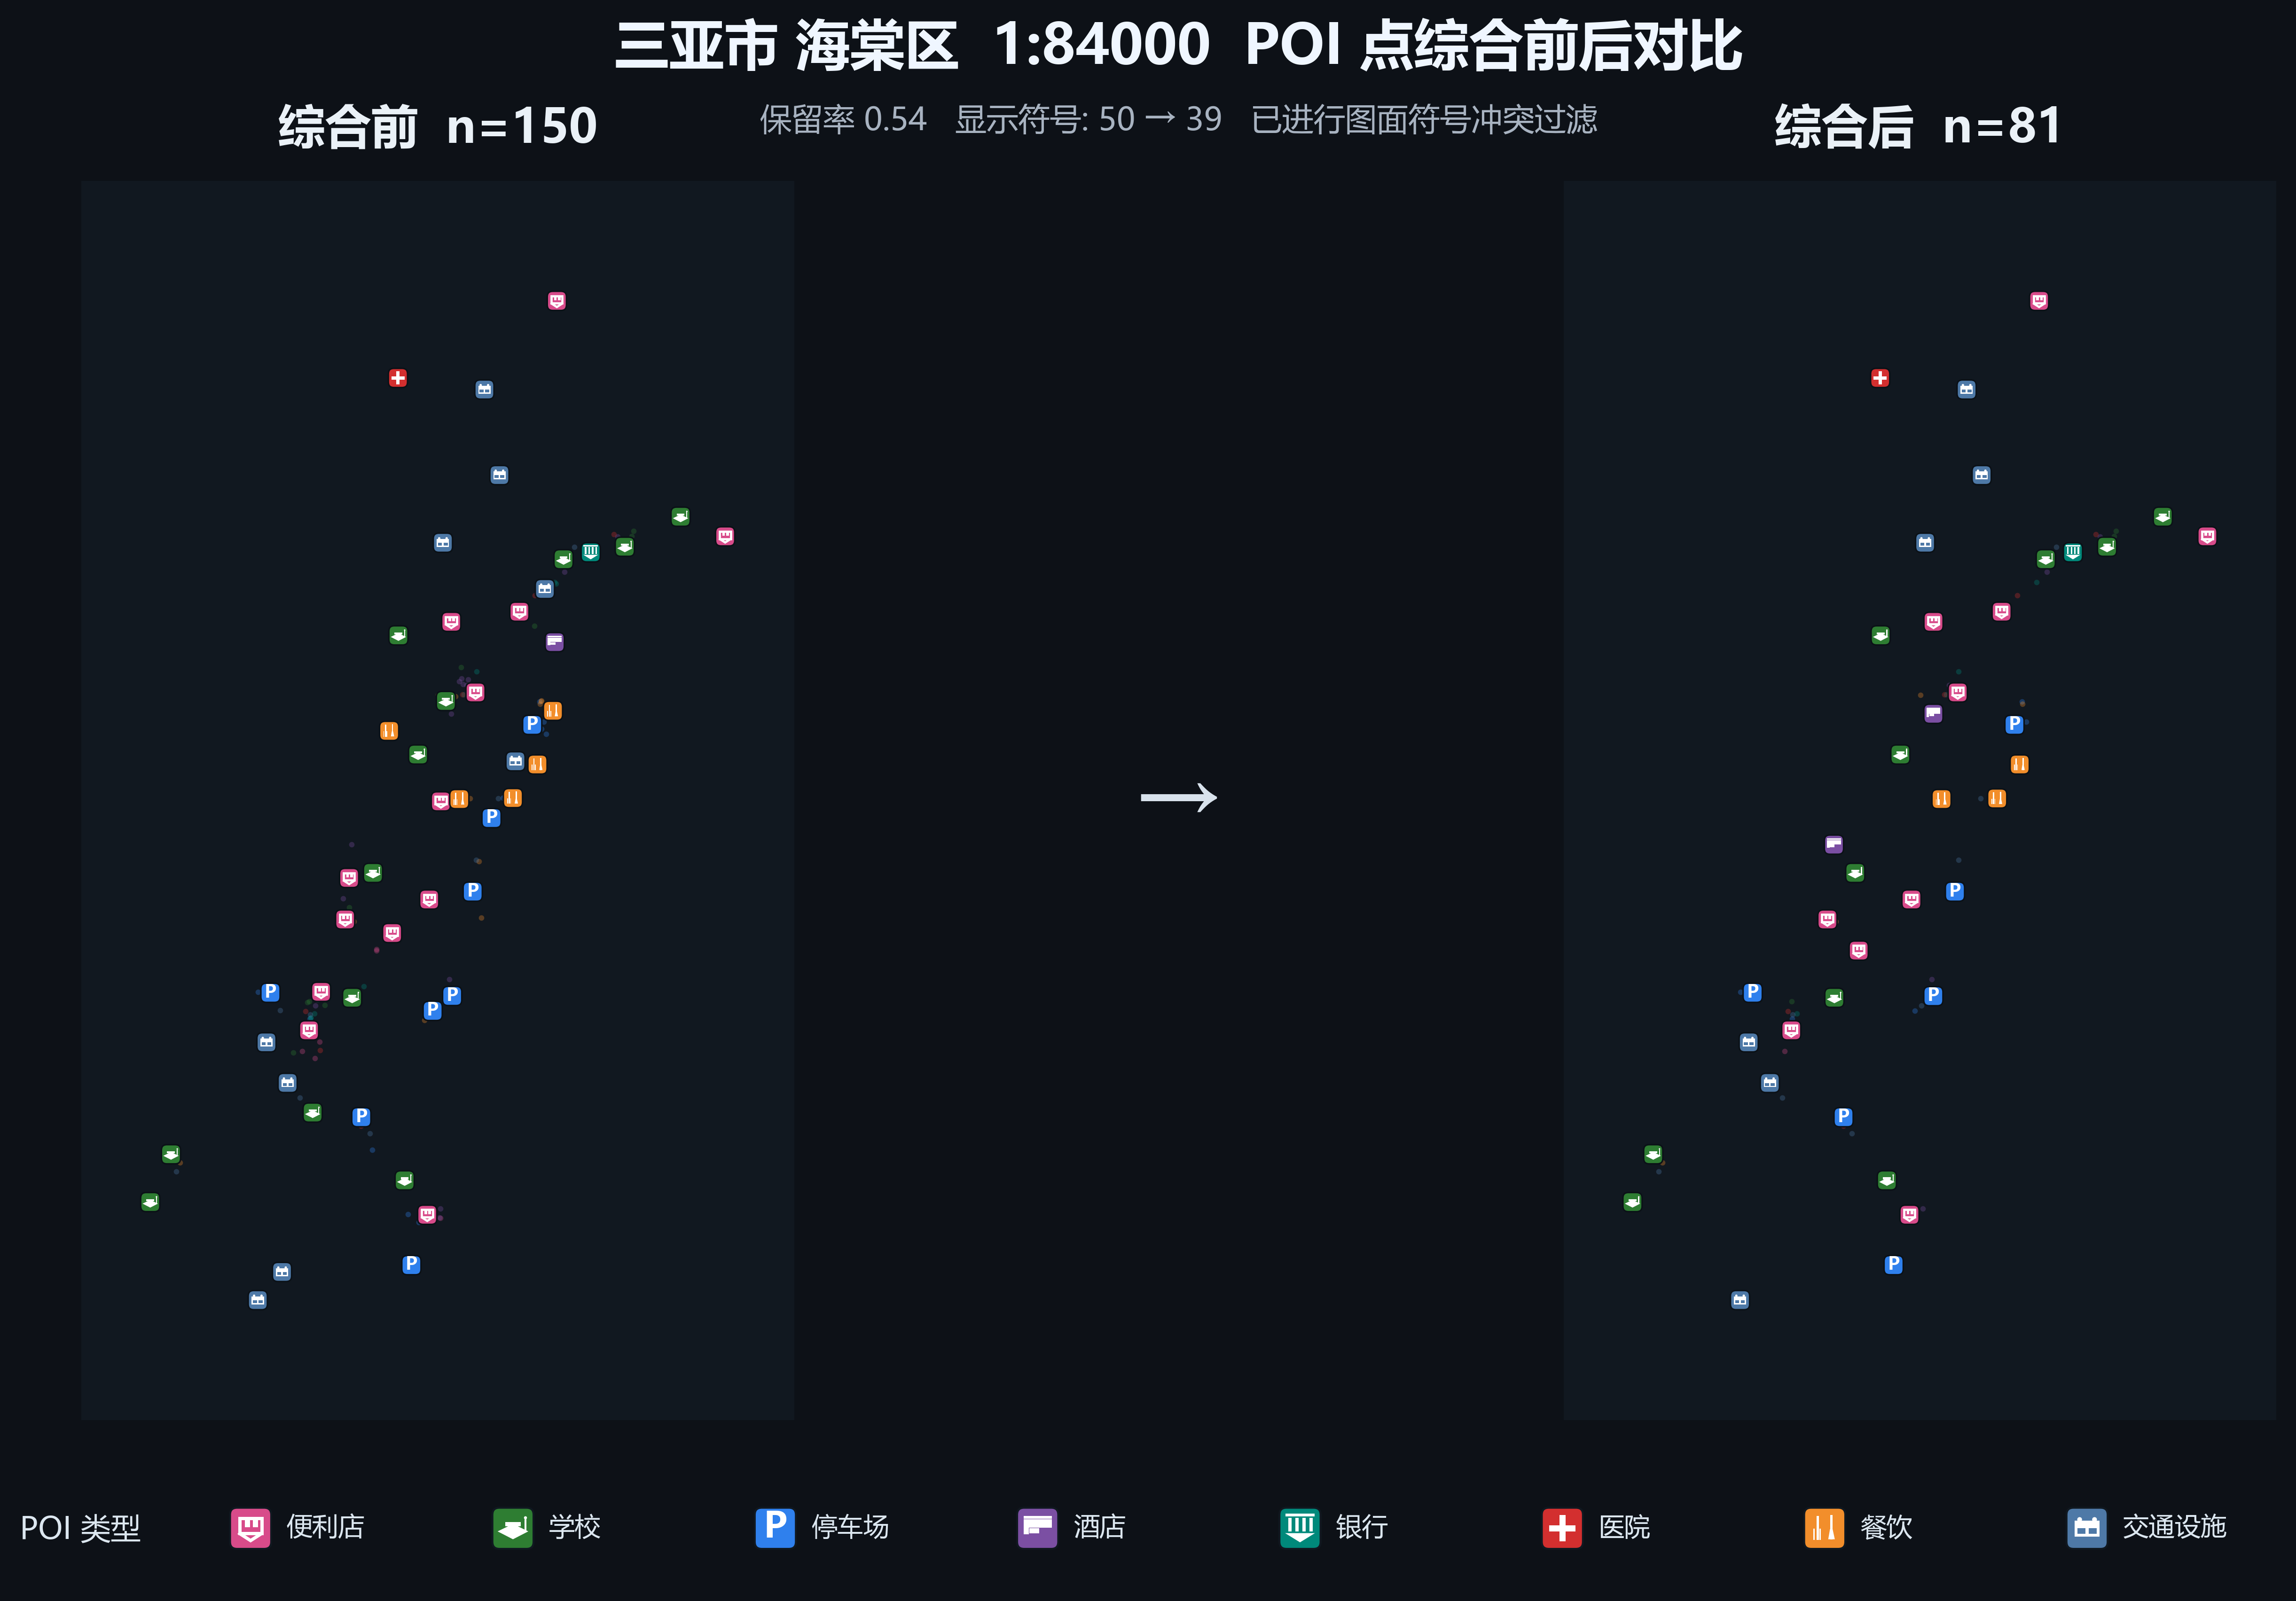 三亚市 海棠区 1:84000 POI 点综合前后对比
综合前 n=150
保留率 0.54 显示符号: 50 → 39 已进行图面符号冲突过滤
综合后 n=81
→
POI 类型 便利店 学校 P 停车场 酒店 银行 医院 餐饮 交通设施